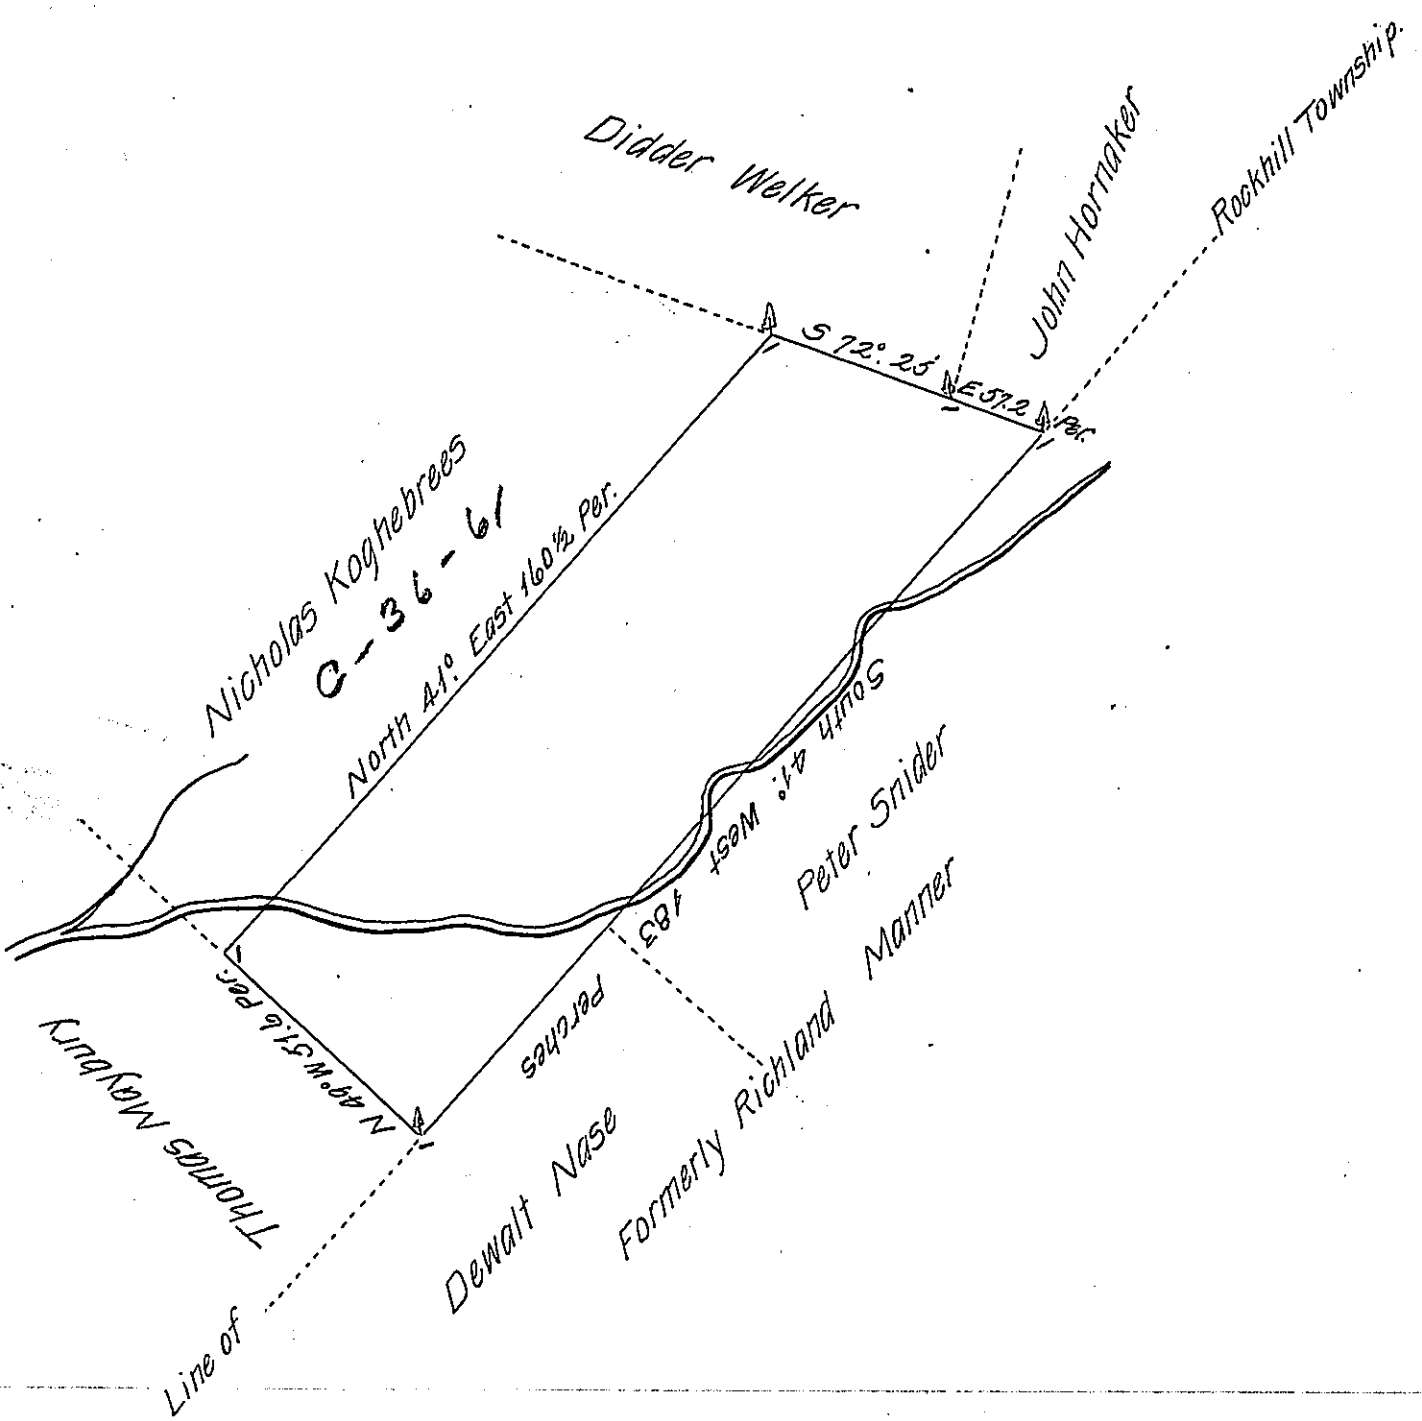 Didder Welker
John Hornaker
Rockhill Township.
S 72°. 25' E 57.2 Per.
Nicholas Koghebrees
C-36-61
North 41°. East 160½ Per.
South 41°. West 183 Perches
Peter Snider
Formerly Richland Manner
N 49° W 51.6 Per.
Thomas Maybury
Dewalt Nase
Line of